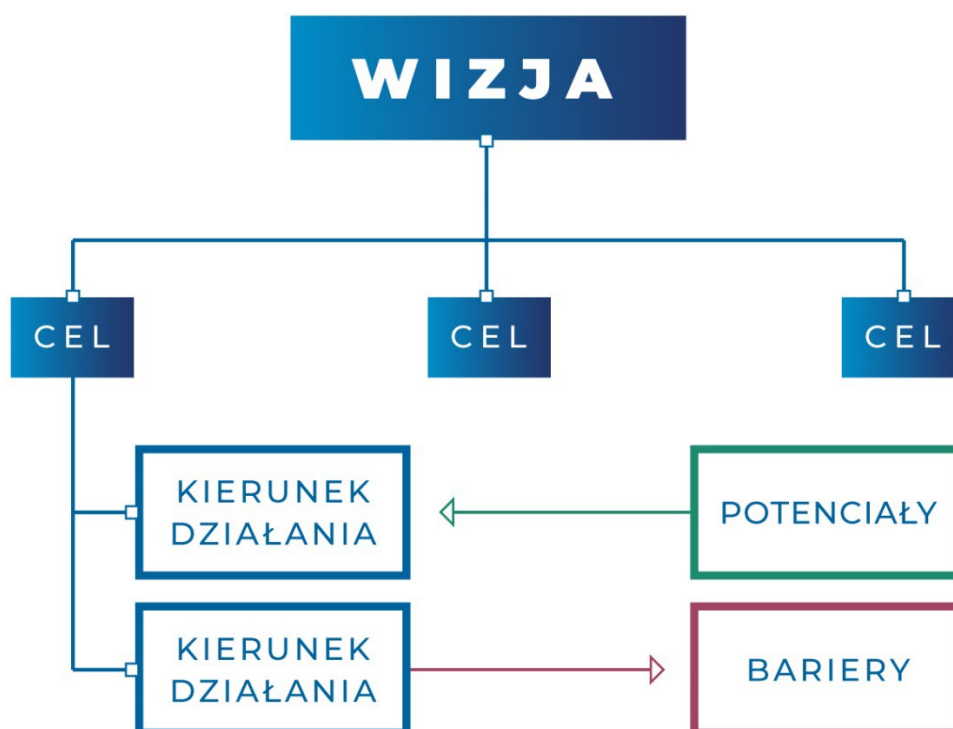 WIZJA
CEL
CEL
CEL
KIERUNEK
DZIAŁANIA
POTENCIAŁY
KIERUNEK
DZIAŁANIA
BARIERY